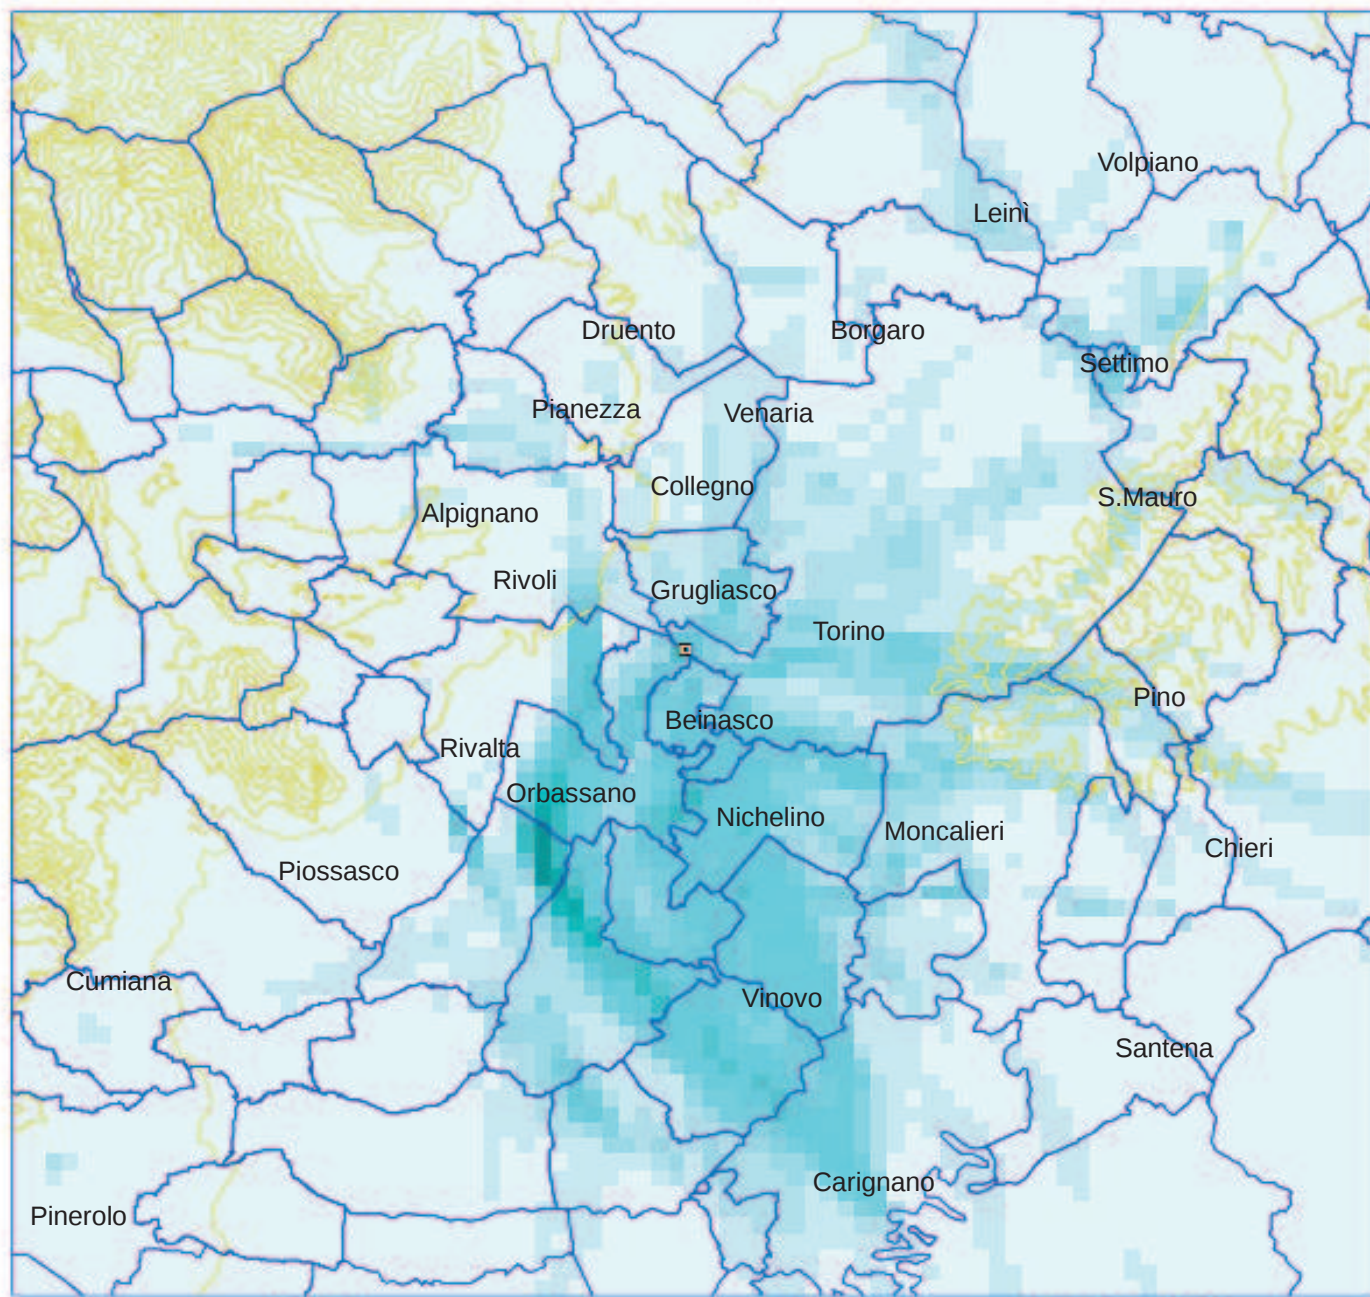 Volpiano
Leinì
Druento
Borgaro
Settimo
Pianezza
Venaria
Collegno
S.Mauro
Alpignano
Rivoli
Grugliasco
Torino
Pino
Beinasco
Rivalta
Orbassano
Nichelino
Moncalieri
Chieri
Piossasco
Cumiana
Vinovo
Santena
Carignano
Pinerolo